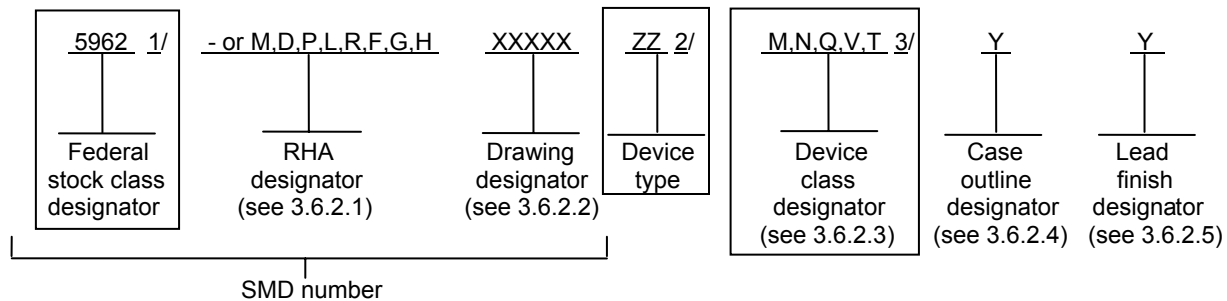 5962 1/ - or M,D,P,L,R,F,G,H XXXXX ZZ 2/ M,N,Q,V,T 3/ Y Y
Federal RHA Drawing Device Device Case Lead
stock class designator designator type class outline finish
designator (see 3.6.2.1) (see 3.6.2.2) designator designator designator
(see 3.6.2.3) (see 3.6.2.4) (see 3.6.2.5)
SMD number